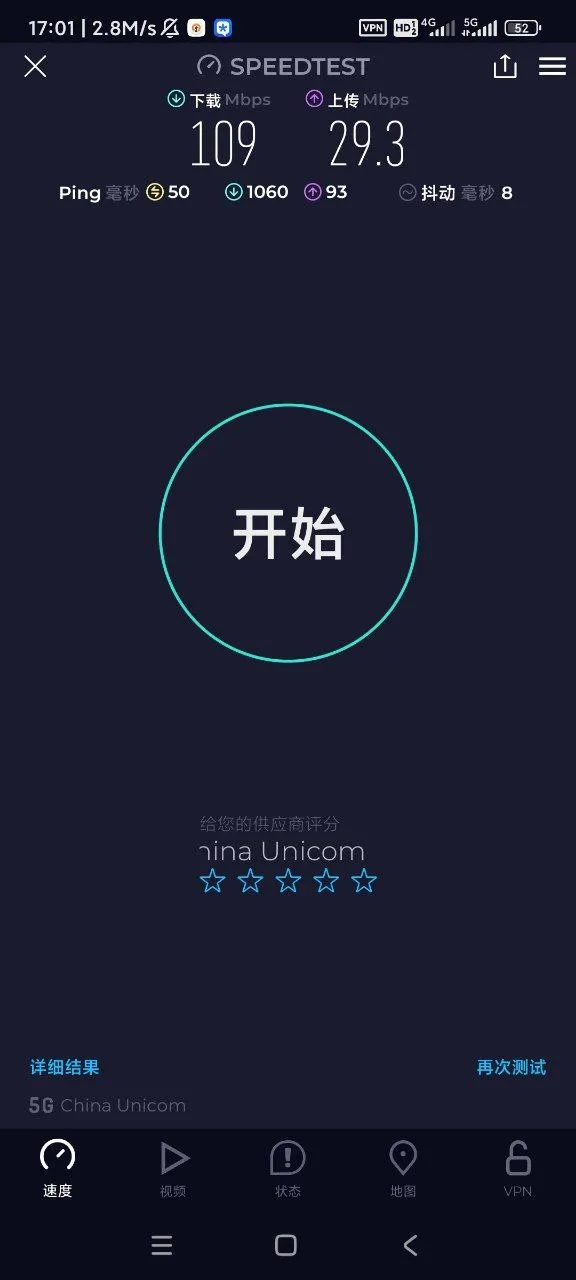 17:01 | 2.8M/s VPN HD 4G 5G 52
SPEEDTEST
下载 Mbps 上传 Mbps
109 29.3
Ping 毫秒 50 1060 93 抖动 毫秒 8
开始
给您的供应商评分
hina Unicom
详细结果 再次测试
5G China Unicom
速度 视频 状态 地图 VPN